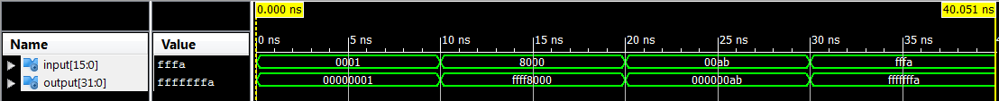 0.000 ns 40.051 ns
Name Value 0 ns 5 ns 10 ns 15 ns 20 ns 25 ns 30 ns 35 ns
input[15:0] fffa 0001 8000 00ab fffa
output[31:0] fffffffa 00000001 ffff8000 000000ab fffffffa